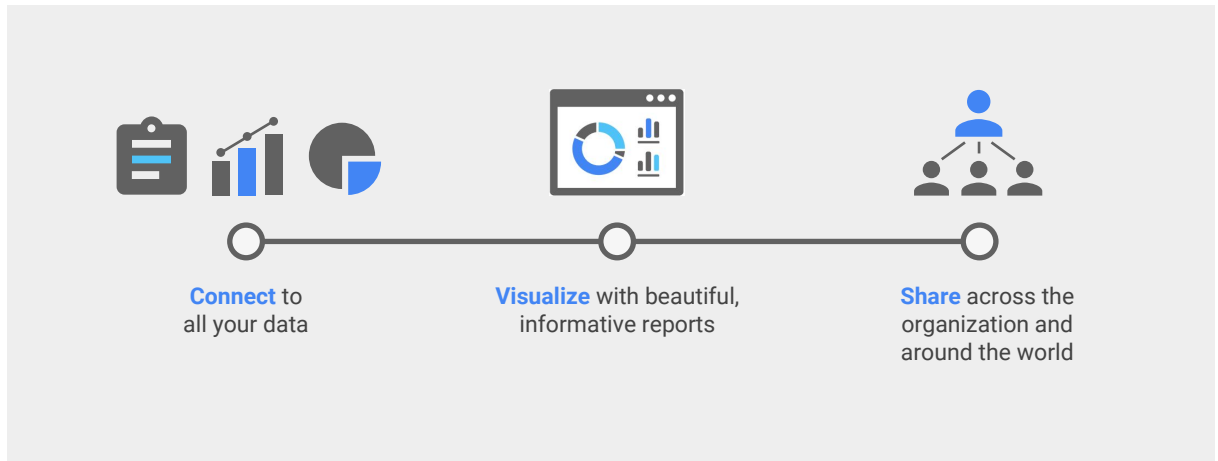 Connect to
all your data
Visualize with beautiful,
informative reports
Share across the
organization and
around the world